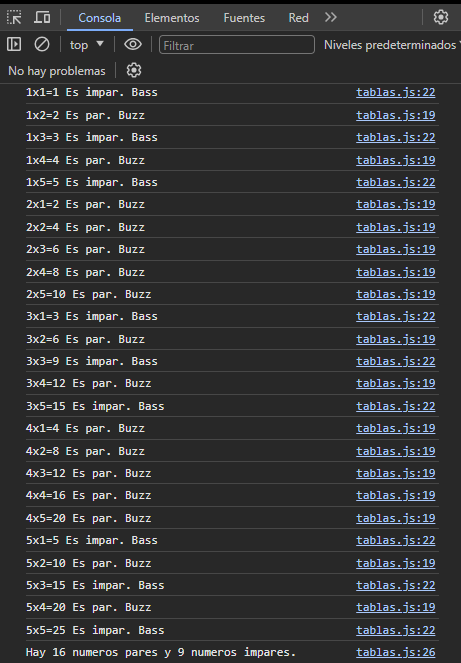 Consola Elementos Fuentes Red
top Filtrar Niveles predeterminados
No hay problemas
1x1=1 Es impar. Bass tablas.js:22
1x2=2 Es par. Buzz tablas.js:19
1x3=3 Es impar. Bass tablas.js:22
1x4=4 Es par. Buzz tablas.js:19
1x5=5 Es impar. Bass tablas.js:22
2x1=2 Es par. Buzz tablas.js:19
2x2=4 Es par. Buzz tablas.js:19
2x3=6 Es par. Buzz tablas.js:19
2x4=8 Es par. Buzz tablas.js:19
2x5=10 Es par. Buzz tablas.js:19
3x1=3 Es impar. Bass tablas.js:22
3x2=6 Es par. Buzz tablas.js:19
3x3=9 Es impar. Bass tablas.js:22
3x4=12 Es par. Buzz tablas.js:19
3x5=15 Es impar. Bass tablas.js:22
4x1=4 Es par. Buzz tablas.js:19
4x2=8 Es par. Buzz tablas.js:19
4x3=12 Es par. Buzz tablas.js:19
4x4=16 Es par. Buzz tablas.js:19
4x5=20 Es par. Buzz tablas.js:19
5x1=5 Es impar. Bass tablas.js:22
5x2=10 Es par. Buzz tablas.js:19
5x3=15 Es impar. Bass tablas.js:22
5x4=20 Es par. Buzz tablas.js:19
5x5=25 Es impar. Bass tablas.js:22
Hay 16 numeros pares y 9 numeros impares. tablas.js:26